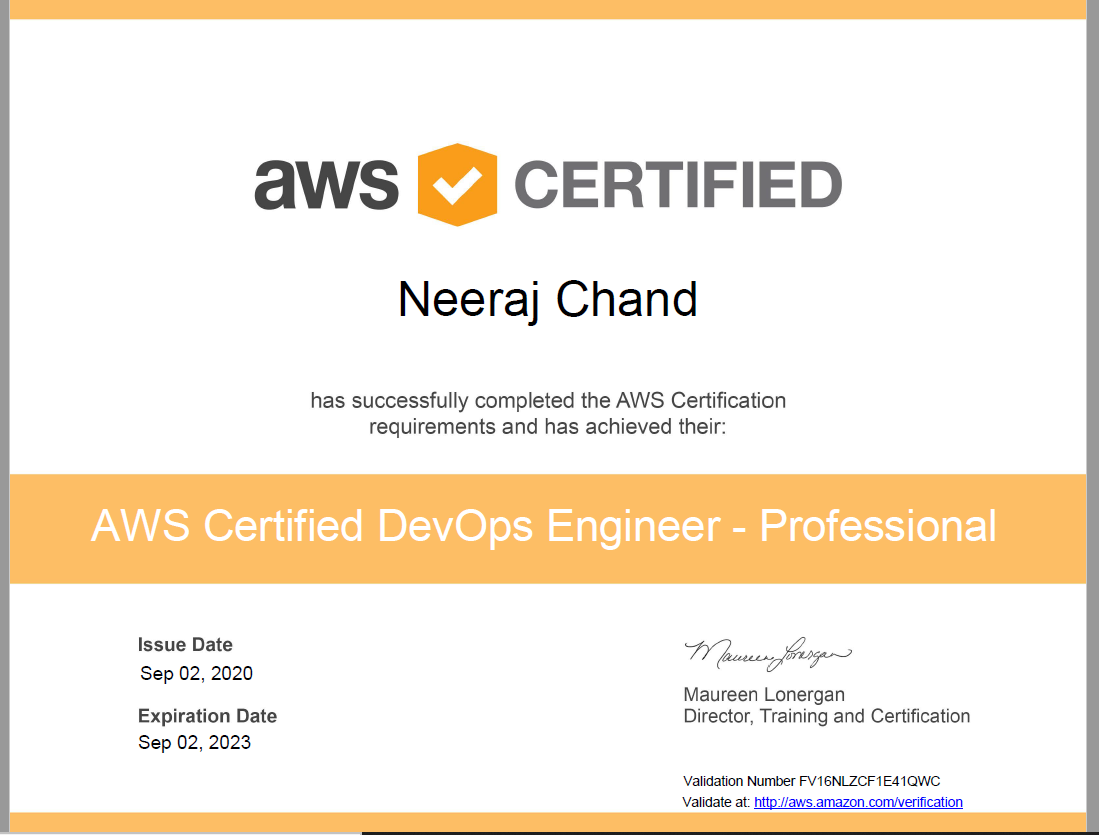 aws CERTIFIED
Neeraj Chand
has successfully completed the AWS Certification
requirements and has achieved their:
AWS Certified DevOps Engineer - Professional
Issue Date
Sep 02, 2020
Expiration Date
Sep 02, 2023
Maureen Lonergan
Maureen Lonergan
Director, Training and Certification
Validation Number FV16NLZCF1E41QWC
Validate at: http://aws.amazon.com/verification